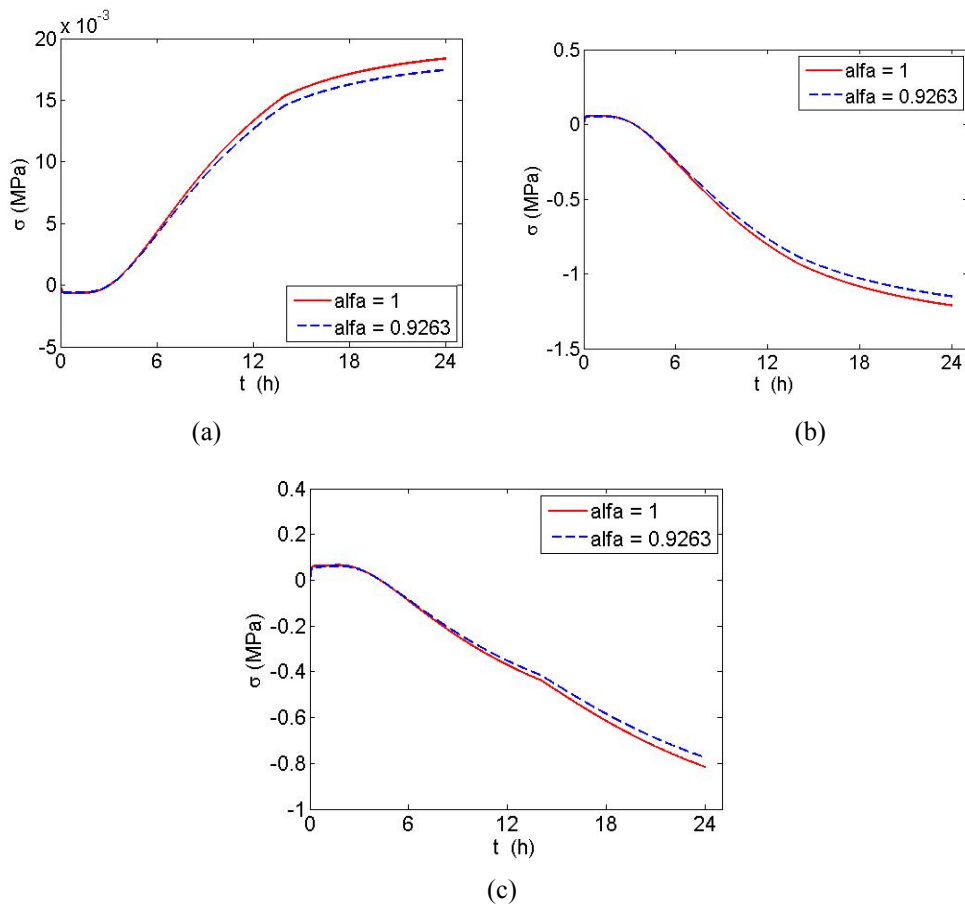 x 10⁻³
20
15
10
5
0
-5
σ (MPa)
0 6 12 18 24
t (h)
alfa = 1
alfa = 0.9263
(a)
0.5
0
-0.5
-1
-1.5
σ (MPa)
0 6 12 18 24
t (h)
alfa = 1
alfa = 0.9263
(b)
0.4
0.2
0
-0.2
-0.4
-0.6
-0.8
-1
σ (MPa)
0 6 12 18 24
t (h)
alfa = 1
alfa = 0.9263
(c)